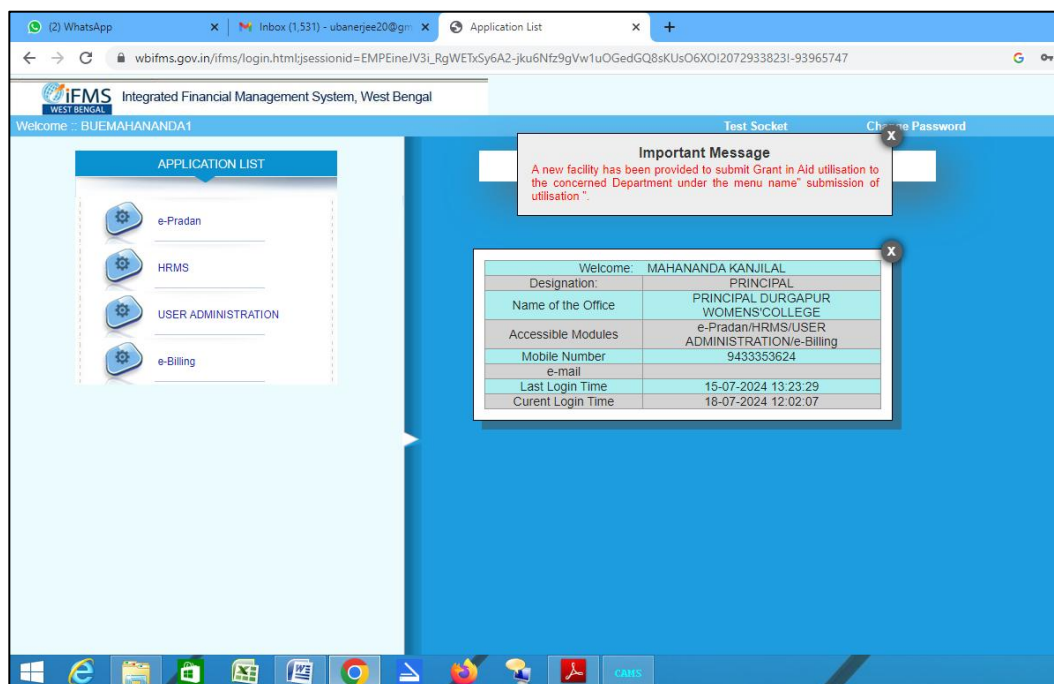 (2) WhatsApp
Inbox (1,531) - ubanerjee20@gm
Application List
wbifms.gov.in/ifms/login.html;jsessionid=EMPEineJV3i_RgWETxSy6A2-jku6Nfz9gVw1uOGedGQ8sKUsO6XO!2072933823!-93965747
iFMS
WEST BENGAL
Integrated Financial Management System, West Bengal
Welcome :: BUEMAHANANDA1
Test Socket
Password
APPLICATION LIST
e-Pradan
HRMS
USER ADMINISTRATION
e-Billing
X
Important Message
A new facility has been provided to submit Grant in Aid utilisation to
the concerned Department under the menu name" submission of
utilisation ".
X
Welcome: MAHANANDA KANJILAL
Designation: PRINCIPAL
Name of the Office PRINCIPAL DURGAPUR
WOMENS'COLLEGE
Accessible Modules e-Pradan/HRMS/USER
ADMINISTRATION/e-Billing
Mobile Number 9433353624
e-mail
Last Login Time 15-07-2024 13:23:29
Curent Login Time 18-07-2024 12:02:07
CAMS